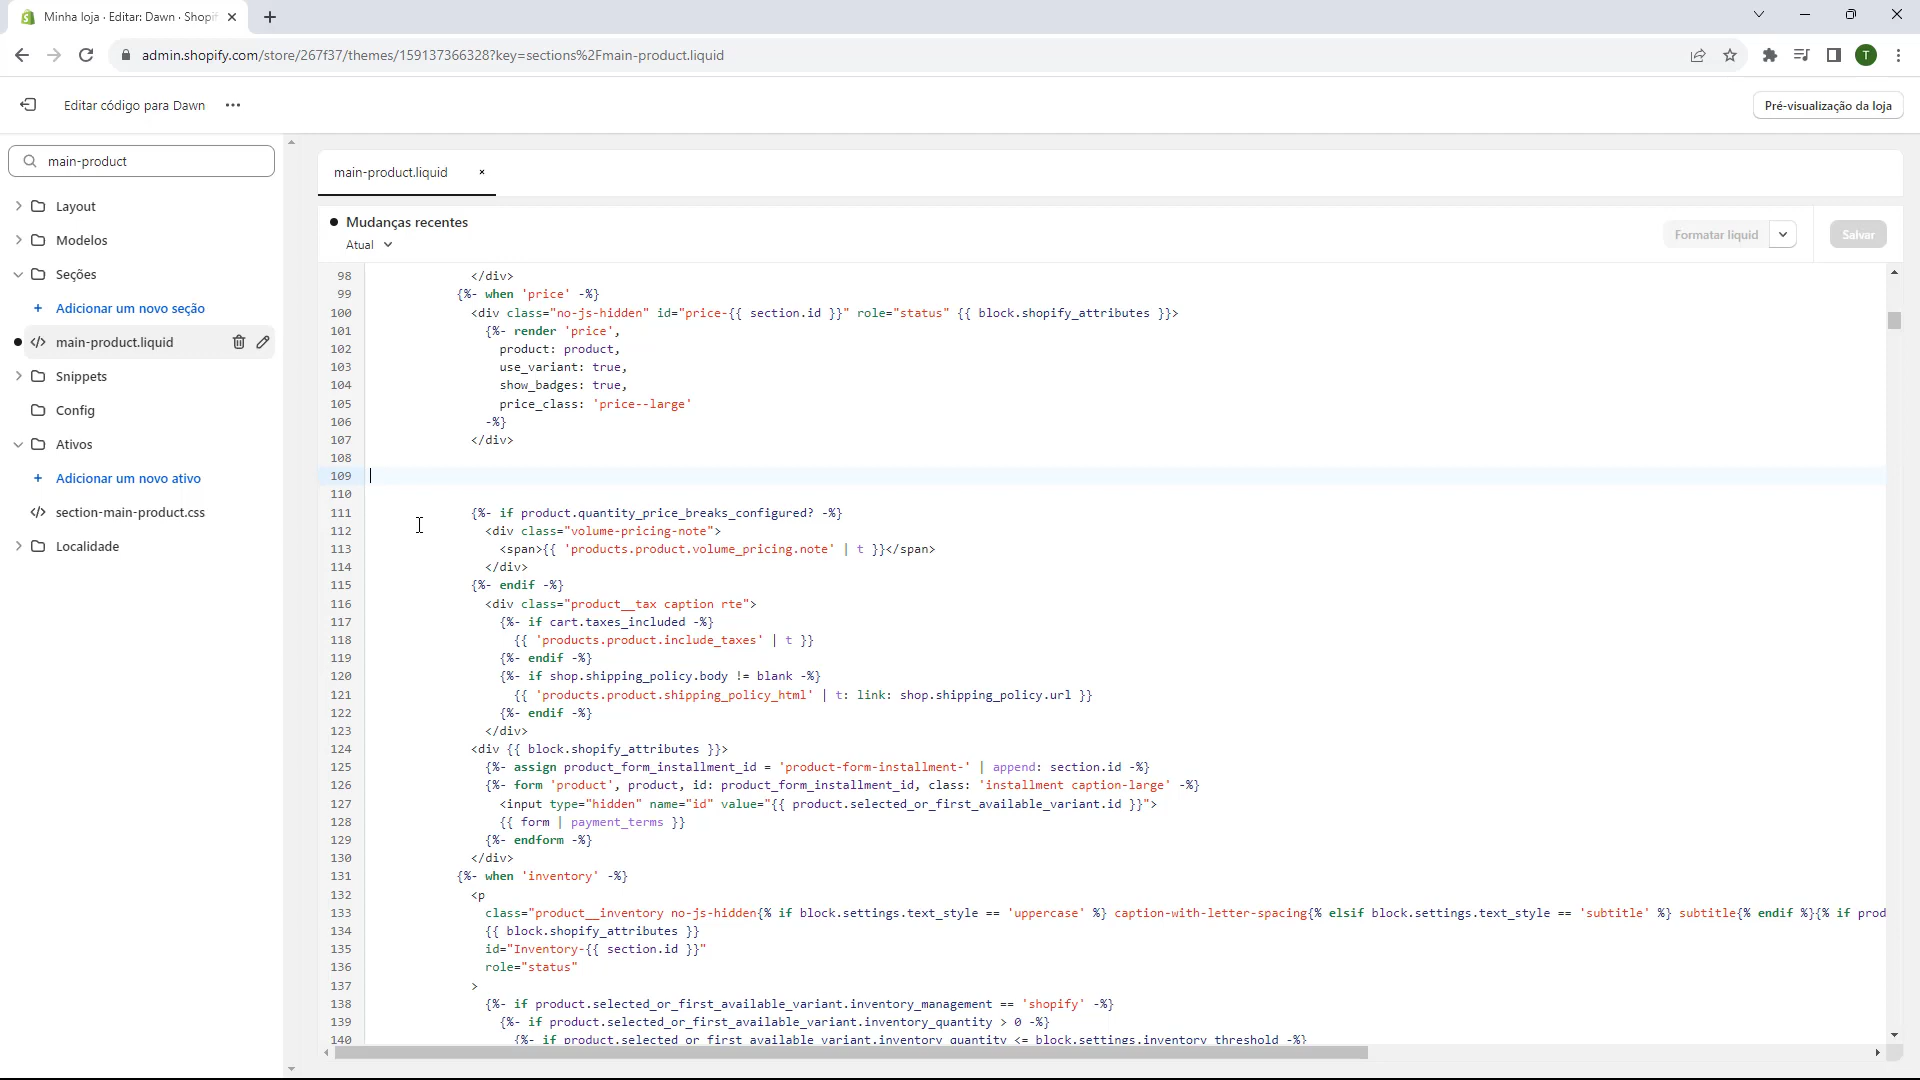 Minha loja · Editar: Dawn · Shopif
admin.shopify.com/store/267f37/themes/159137366328?key=sections%2Fmain-product.liquid
T
Editar código para Dawn
Pré-visualização da loja
main-product
Layout
Modelos
Seções
Adicionar um novo seção
main-product.liquid
Snippets
Config
Ativos
Adicionar um novo ativo
section-main-product.css
Localidade
main-product.liquid
Mudanças recentes
Atual
Formatar liquid
Salvar
98 </div>
99 {%- when 'price' -%}
100 <div class="no-js-hidden" id="price-{{ section.id }}" role="status" {{ block.shopify_attributes }}>
101 {%- render 'price',
102 product: product,
103 use_variant: true,
104 show_badges: true,
105 price_class: 'price--large'
106 -%}
107 </div>
108
109
110
111 {%- if product.quantity_price_breaks_configured? -%}
112 <div class="volume-pricing-note">
113 <span>{{ 'products.product.volume_pricing.note' | t }}</span>
114 </div>
115 {%- endif -%}
116 <div class="product__tax caption rte">
117 {%- if cart.taxes_included -%}
118 {{ 'products.product.include_taxes' | t }}
119 {%- endif -%}
120 {%- if shop.shipping_policy.body != blank -%}
121 {{ 'products.product.shipping_policy_html' | t: link: shop.shipping_policy.url }}
122 {%- endif -%}
123 </div>
124 <div {{ block.shopify_attributes }}>
125 {%- assign product_form_installment_id = 'product-form-installment-' | append: section.id -%}
126 {%- form 'product', product, id: product_form_installment_id, class: 'installment caption-large' -%}
127 <input type="hidden" name="id" value="{{ product.selected_or_first_available_variant.id }}">
128 {{ form | payment_terms }}
129 {%- endform -%}
130 </div>
131 {%- when 'inventory' -%}
132 <p
133 class="product__inventory no-js-hidden{% if block.settings.text_style == 'uppercase' %} caption-with-letter-spacing{% elsif block.settings.text_style == 'subtitle' %} subtitle{% endif %}{% if prod
134 {{ block.shopify_attributes }}
135 id="Inventory-{{ section.id }}"
136 role="status"
137 >
138 {%- if product.selected_or_first_available_variant.inventory_management == 'shopify' -%}
139 {%- if product.selected_or_first_available_variant.inventory_quantity > 0 -%}
140 {%- if product.selected_or_first_available_variant.inventory_quantity <= block.settings.inventory_threshold -%}